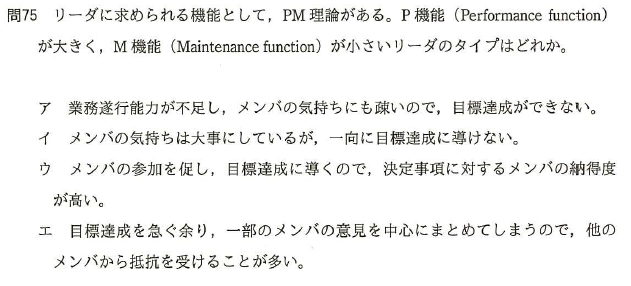 問75 リーダに求められる機能として，PM理論がある。P機能（Performance function）
が大きく，M機能（Maintenance function）が小さいリーダのタイプはどれか。
ア 業務遂行能力が不足し，メンバの気持ちにも疎いので，目標達成ができない。
イ メンバの気持ちは大事にしているが，一向に目標達成に導けない。
ウ メンバの参加を促し，目標達成に導くので，決定事項に対するメンバの納得度
が高い。
エ 目標達成を急ぐ余り，一部のメンバの意見を中心にまとめてしまうので，他の
メンバから抵抗を受けることが多い。